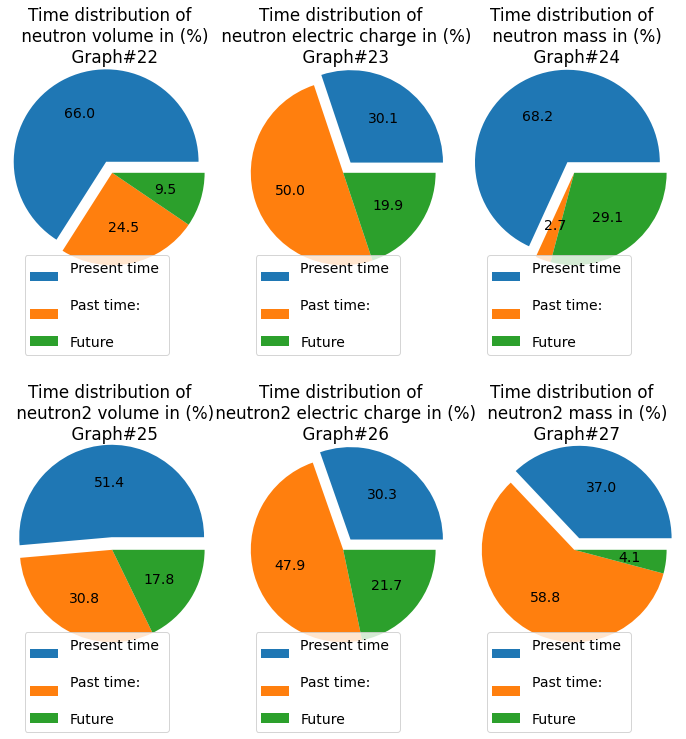 Time distribution of
neutron volume in (%)
Graph#22
66.0
9.5
24.5
Present time
Past time:
Future
Time distribution of
neutron electric charge in (%)
Graph#23
30.1
50.0
19.9
Present time
Past time:
Future
Time distribution of
neutron mass in (%)
Graph#24
68.2
2.7
29.1
Present time
Past time:
Future
Time distribution of
neutron2 volume in (%)
Graph#25
51.4
17.8
30.8
Present time
Past time:
Future
Time distribution of
neutron2 electric charge in (%)
Graph#26
30.3
47.9
21.7
Present time
Past time:
Future
Time distribution of
neutron2 mass in (%)
Graph#27
37.0
4.1
58.8
Present time
Past time:
Future